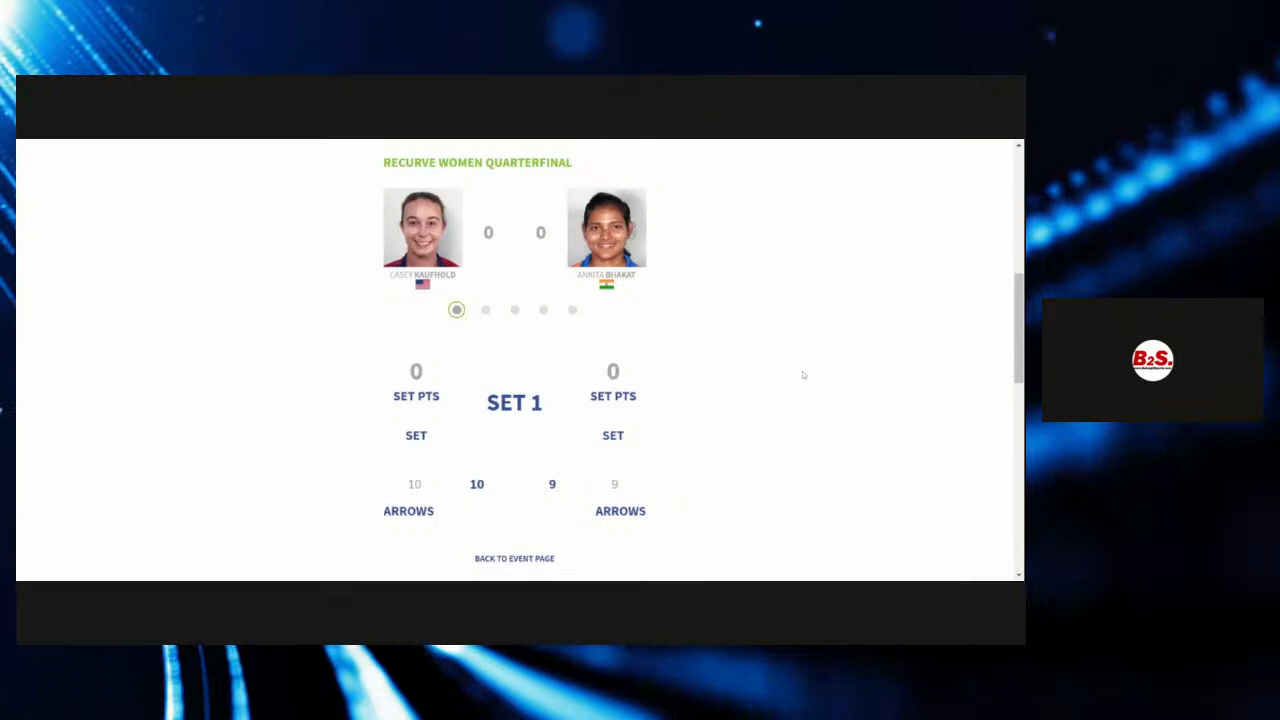 RECURVE WOMEN QUARTERFINAL
0 0
CASEY KAUFHOLD ANKITA BHAKAT
0 0
SET PTS SET 1 SET PTS
SET SET
10 10 9 9
ARROWS ARROWS
BACK TO EVENT PAGE
B2S.